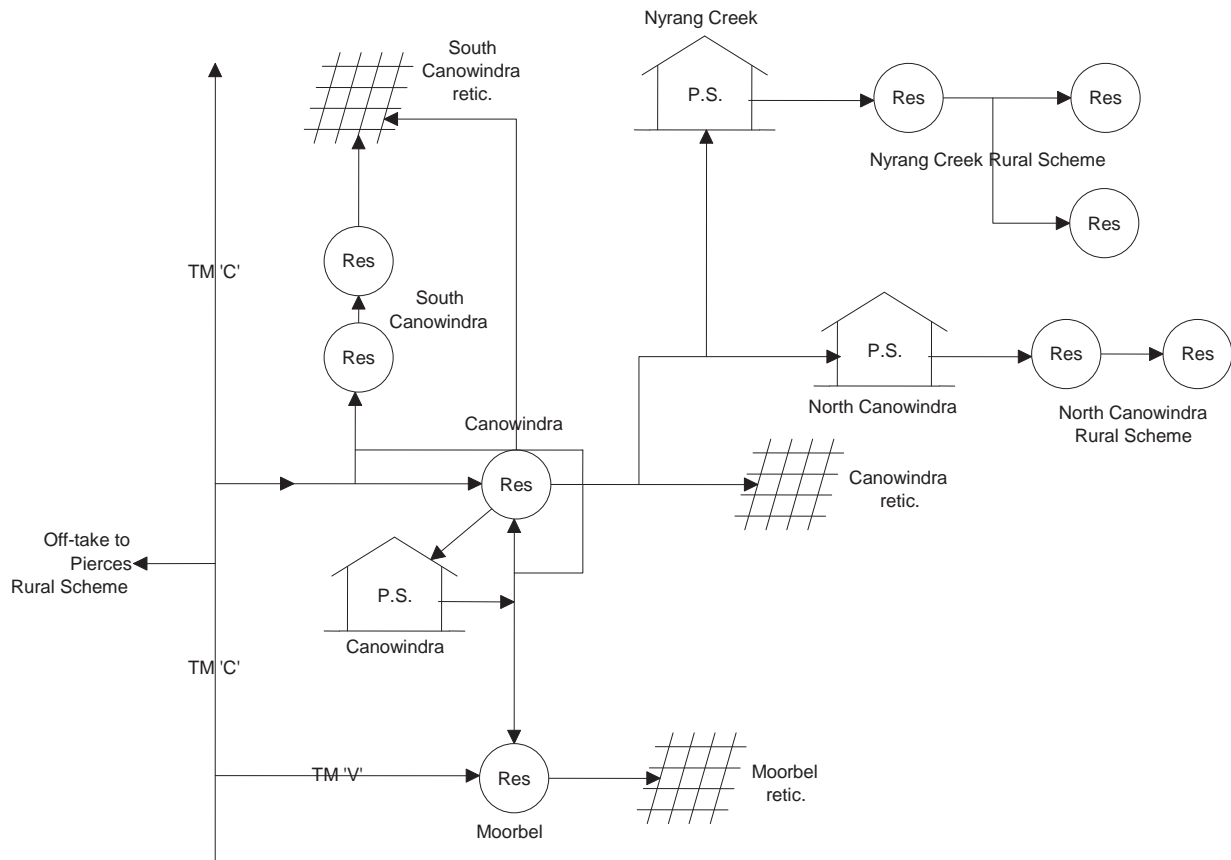 Nyrang Creek
South
Canowindra
retic.
P.S.
Res
Res
Nyrang Creek Rural Scheme
Res
TM 'C'
Res
South
Canowindra
Res
P.S.
Res
Res
North Canowindra
North Canowindra
Rural Scheme
Canowindra
Res
Canowindra
retic.
Off-take to
Pierces
Rural Scheme
P.S.
Canowindra
TM 'C'
TM 'V'
Res
Moorbel
Moorbel
retic.